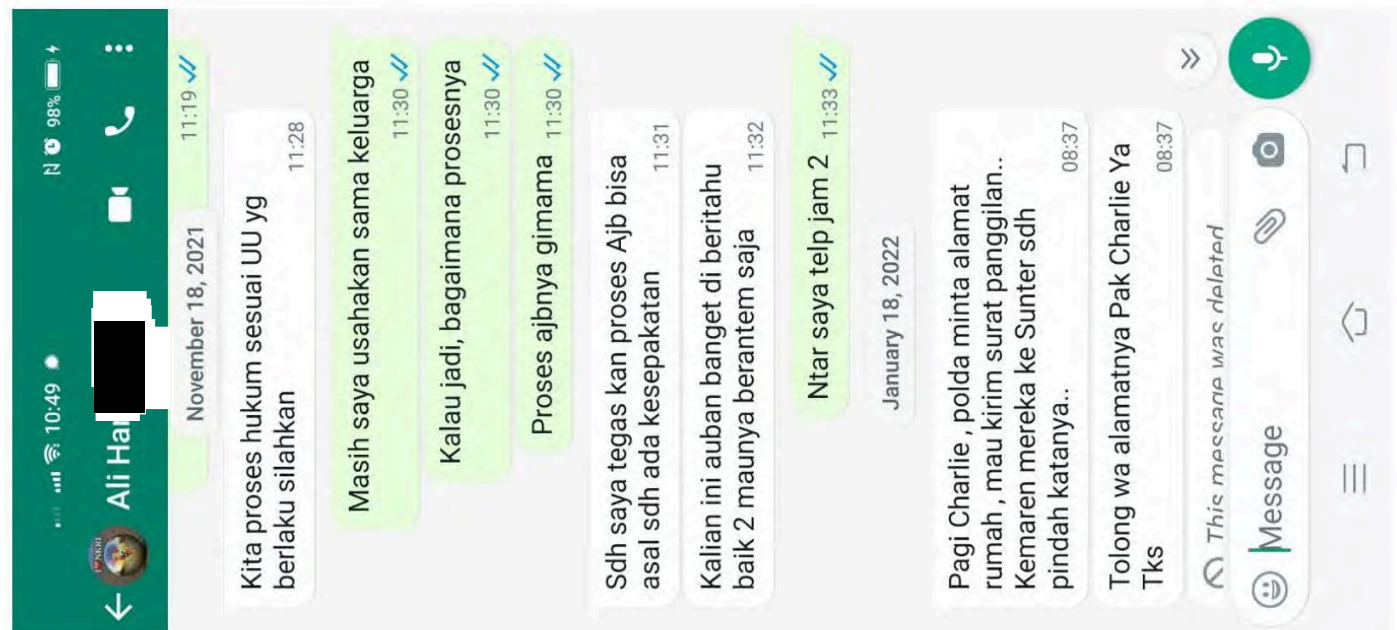 10:49
98%
Ali Har
11:19
November 18, 2021
Kita proses hukum sesuai UU yg
berlaku silahkan
11:28
Masih saya usahakan sama keluarga
11:30
Kalau jadi, bagaimana prosesnya
11:30
Proses ajbnya gimama
11:30
Sdh saya tegas kan proses Ajb bisa
asal sdh ada kesepakatan
11:31
Kalian ini auban banget di beritahu
baik 2 maunya berantem saja
11:32
Ntar saya telp jam 2 11:33
January 18, 2022
Pagi Charlie , polda minta alamat
rumah , mau kirim surat panggilan..
Kemaren mereka ke Sunter sdh
pindah katanya..
08:37
Tolong wa alamatnya Pak Charlie Ya
Tks
08:37
This message was deleted
Message